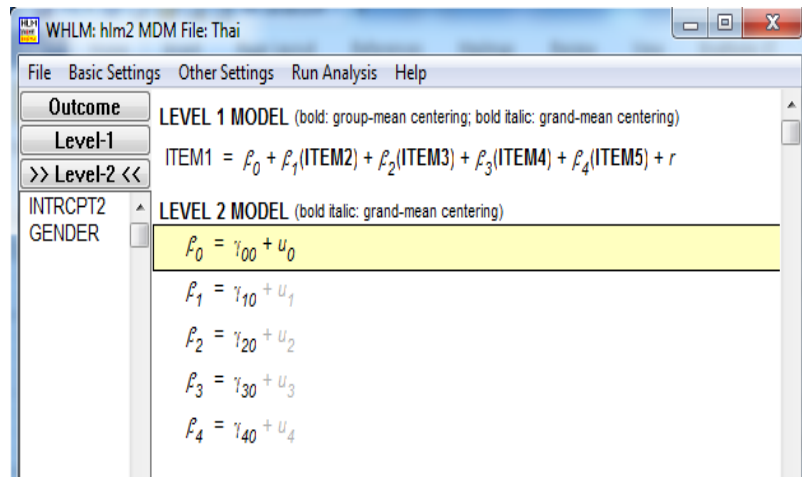 WHLM: hlm2 MDM File: Thai
File Basic Settings Other Settings Run Analysis Help
Outcome
Level-1
>> Level-2 <<
INTRCPT2
GENDER
LEVEL 1 MODEL (bold: group-mean centering; bold italic: grand-mean centering)
ITEM1 = β₀ + β₁(ITEM2) + β₂(ITEM3) + β₃(ITEM4) + β₄(ITEM5) + r
LEVEL 2 MODEL (bold italic: grand-mean centering)
β₀ = γ₀₀ + u₀
β₁ = γ₁₀ + u₁
β₂ = γ₂₀ + u₂
β₃ = γ₃₀ + u₃
β₄ = γ₄₀ + u₄